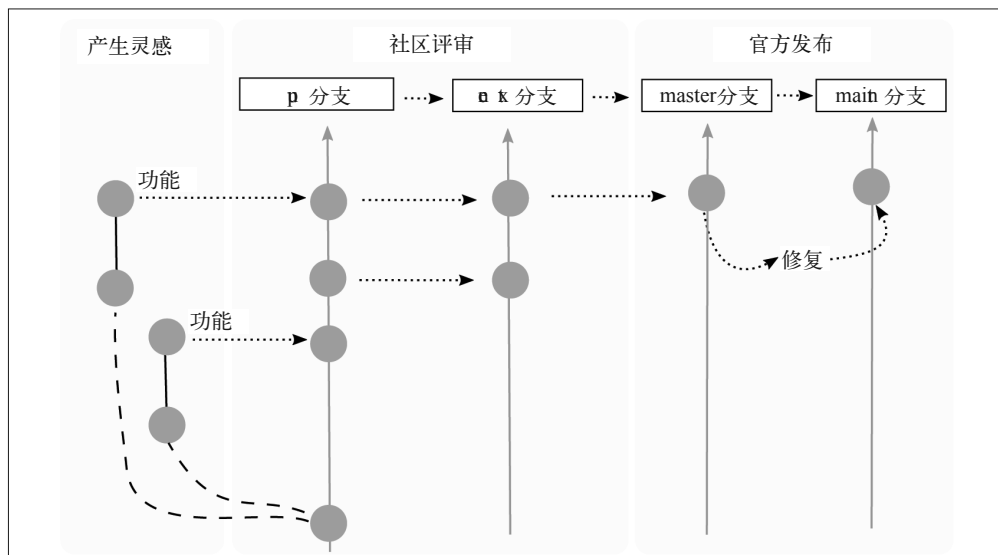 产生灵感
社区评审
官方发布
分支
分支
master分支
分支
功能
功能
修复